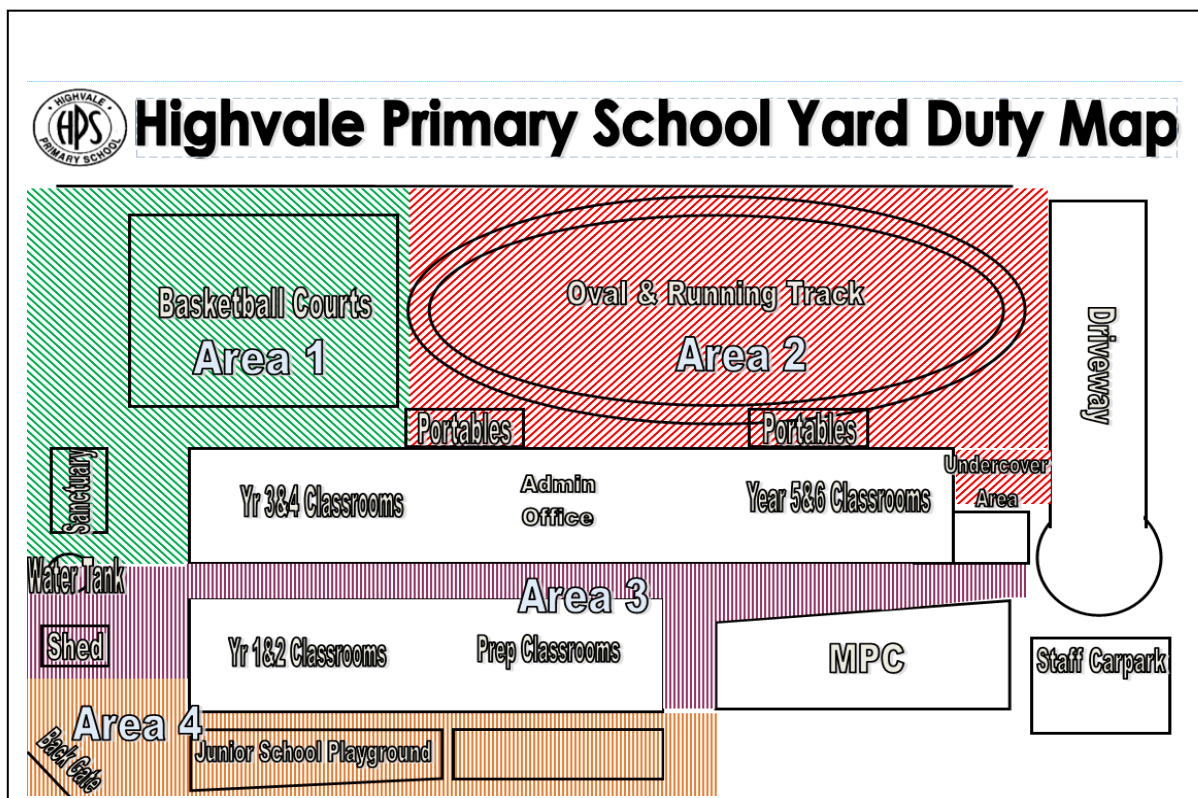 HIGHVALE
HPS
PRIMARY SCHOOL
Highvale Primary School Yard Duty Map
Basketball Courts
Area 1
Oval & Running Track
Area 2
Driveway
Portables
Portables
Sanctuary
Yr 3&4 Classrooms
Admin
Office
Year 5&6 Classrooms
Undercover
Area
Water Tank
Area 3
Shed
Yr 1&2 Classrooms
Prep Classrooms
MPC
Staff Carpark
Area 4
Back Gate
Junior School Playground